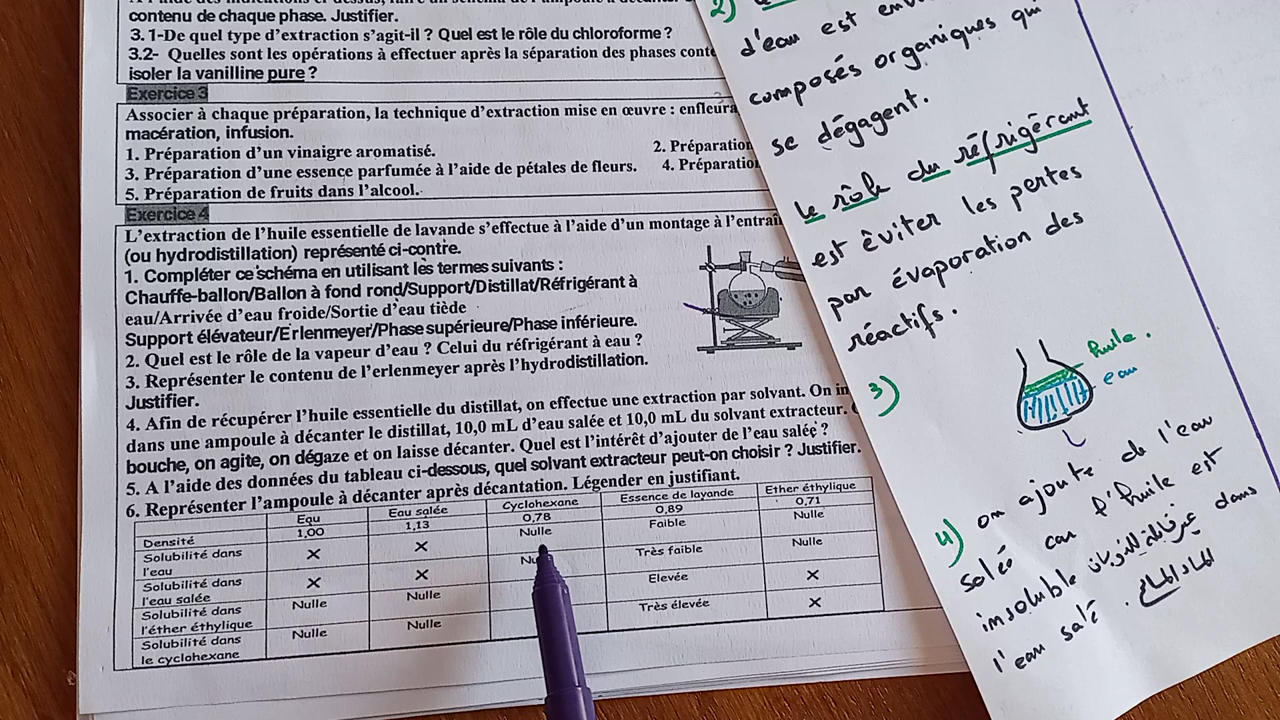 contenu de chaque phase. Justifier.
3. 1-De quel type d'extraction s'agit-il ? Quel est le rôle du chloroforme ?
3.2- Quelles sont les opérations à effectuer après la séparation des phases
isoler la vanilline pure ?
Exercice 3
Associer à chaque préparation, la technique d'extraction mise en œuvre :
macération, infusion.
1. Préparation d'un vinaigre aromatisé. 2. Préparation
3. Préparation d'une essence parfumée à l'aide de pétales de fleurs. 4.
5. Préparation de fruits dans l'alcool.
Exercice 4
L'extraction de l'huile essentielle de lavande s'effectue à l'aide d'un montage à
(ou hydrodistillation) représenté ci-contre.
1. Compléter ce schéma en utilisant les termes suivants :
Chauffe-ballon/Ballon à fond rond/Support/Distillat/Réfrigérant à
eau/Arrivée d'eau froide/Sortie d'eau tiède
Support élévateur/Erlenmeyer/Phase supérieure/Phase inférieure.
2. Quel est le rôle de la vapeur d'eau ? Celui du réfrigérant à eau ?
3. Représenter le contenu de l'erlenmeyer après l'hydrodistillation.
Justifier.
4. Afin de récupérer l'huile essentielle du distillat, on effectue une extraction par solvant. On
dans une ampoule à décanter le distillat, 10,0 mL d'eau salée et 10,0 mL du solvant extracteur.
bouche, on agite, on dégaze et on laisse décanter. Quel est l'intérêt d'ajouter de l'eau salée ?
5. A l'aide des données du tableau ci-dessous, quel solvant extracteur peut-on choisir ? Justifier.
6. Représenter l'ampoule à décanter après décantation. Légender en justifiant.
Equ Eau salée Cyclohexane Essence de lavande Ether éthylique
Densité 1,00 1,13 0,78 0,89 0,71
Solubilité dans l'eau X X Nulle Faible Nulle
Solubilité dans l'eau salée X X Très faible Nulle
Solubilité dans l'éther éthylique Nulle Nulle Elevée X
Solubilité dans le cyclohexane Nulle Nulle Très élevée X
2)
d'eau est
composés organiques qui
se dégagent.
le rôle du réfrigérant
est éviter les pertes
par évaporation des
réactifs.
3)
huile.
eau
4) on ajoute de l'eau
salée car l'huile est
insoluble dans
l'eau salé.